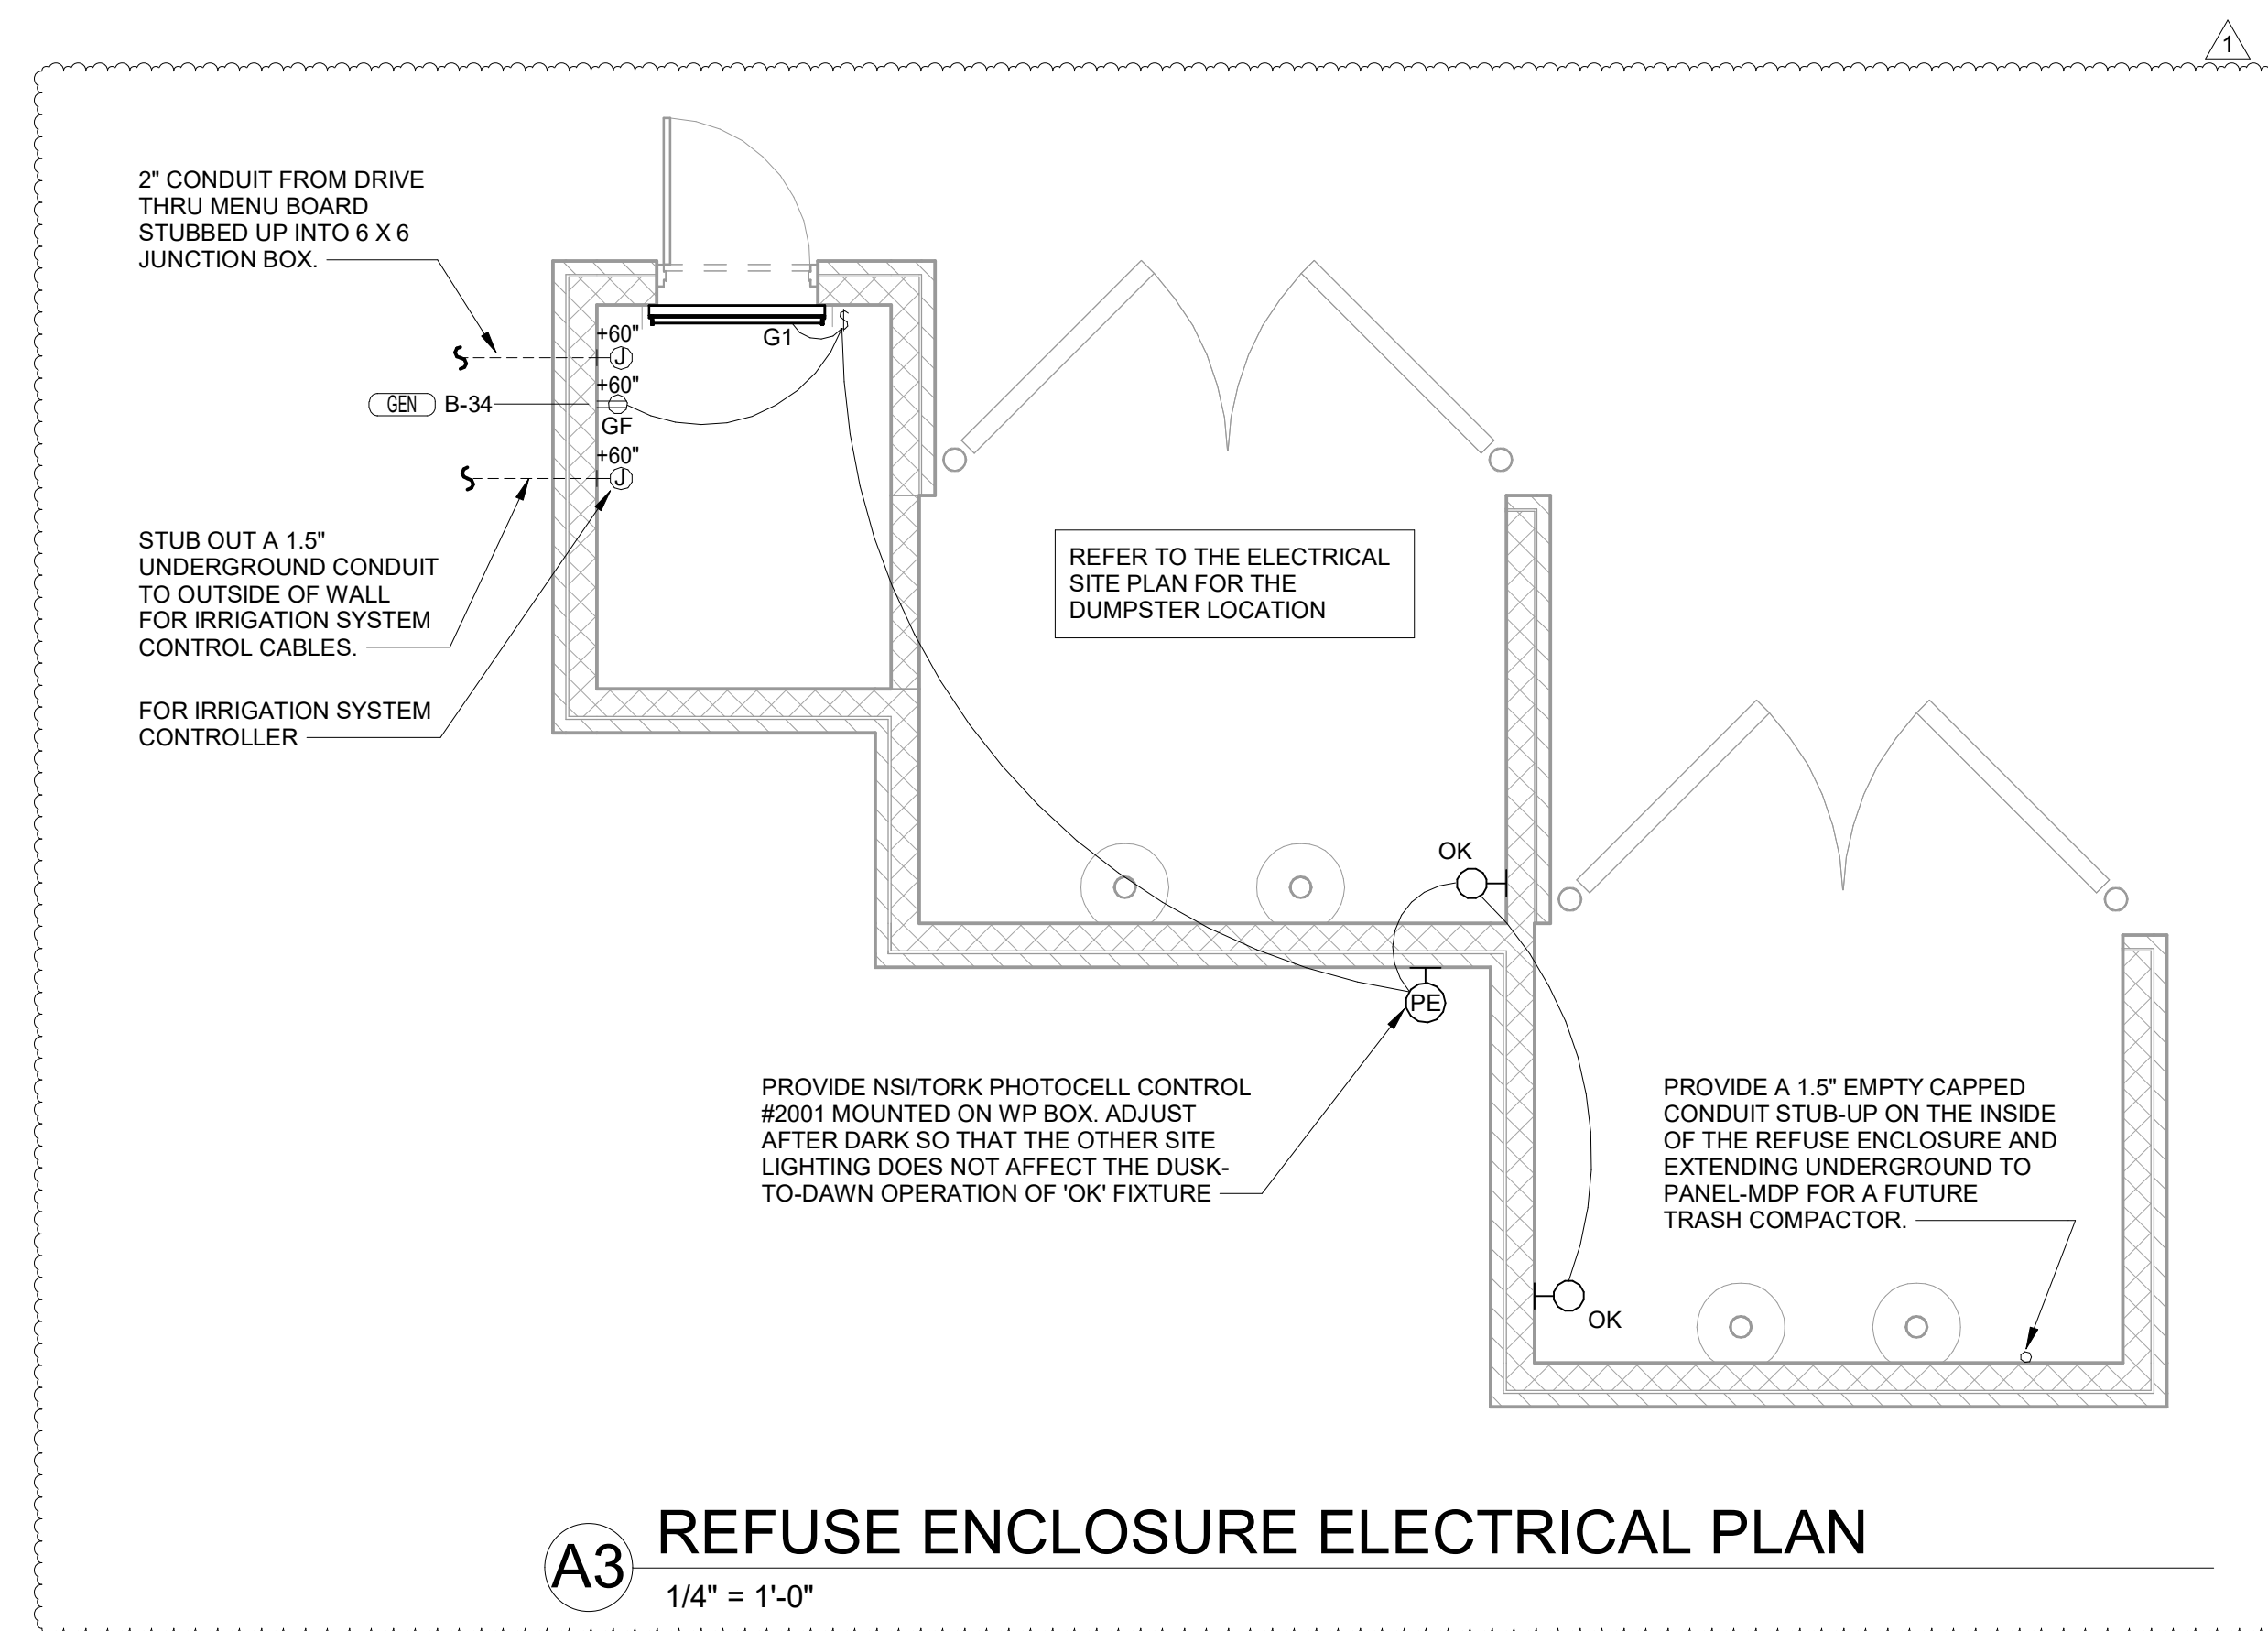 1
2" CONDUIT FROM DRIVE
THRU MENU BOARD
STUBBED UP INTO 6 X 6
JUNCTION BOX.
+60"
J
G1
$
+60"
GEN B-34
GF
+60"
J
STUB OUT A 1.5"
UNDERGROUND CONDUIT
TO OUTSIDE OF WALL
FOR IRRIGATION SYSTEM
CONTROL CABLES.
FOR IRRIGATION SYSTEM
CONTROLLER
REFER TO THE ELECTRICAL
SITE PLAN FOR THE
DUMPSTER LOCATION
OK
PE
PROVIDE NSI/TORK PHOTOCELL CONTROL
#2001 MOUNTED ON WP BOX. ADJUST
AFTER DARK SO THAT THE OTHER SITE
LIGHTING DOES NOT AFFECT THE DUSK-
TO-DAWN OPERATION OF 'OK' FIXTURE
PROVIDE A 1.5" EMPTY CAPPED
CONDUIT STUB-UP ON THE INSIDE
OF THE REFUSE ENCLOSURE AND
EXTENDING UNDERGROUND TO
PANEL-MDP FOR A FUTURE
TRASH COMPACTOR.
OK
A3 REFUSE ENCLOSURE ELECTRICAL PLAN
1/4" = 1'-0"